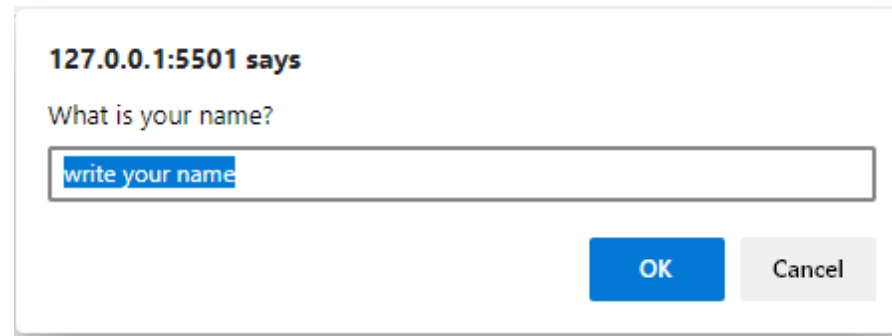 127.0.0.1:5501 says
What is your name?
write your name
OK
Cancel